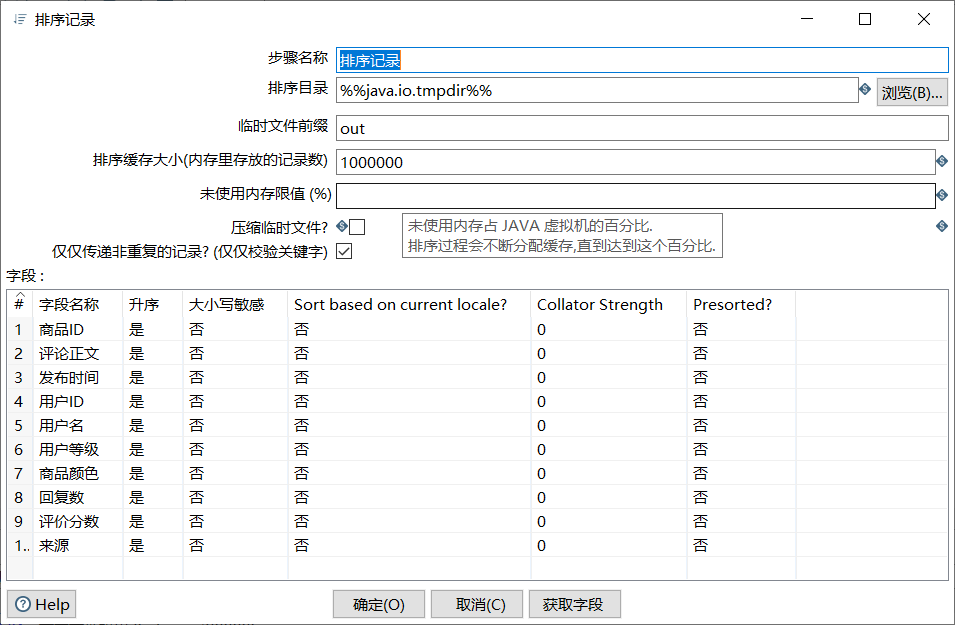 排序记录
步骤名称 排序记录
排序目录 %%java.io.tmpdir%% 浏览(B)...
临时文件前缀 out
排序缓存大小(内存里存放的记录数) 1000000
未使用内存限值 (%)
压缩临时文件?
未使用内存占 JAVA 虚拟机的百分比.
排序过程会不断分配缓存,直到达到这个百分比.
仅仅传递非重复的记录? (仅仅校验关键字)
字段 :
# 字段名称 升序 大小写敏感 Sort based on current locale? Collator Strength Presorted?
1 商品ID 是 否 否 0 否
2 评论正文 是 否 否 0 否
3 发布时间 是 否 否 0 否
4 用户ID 是 否 否 0 否
5 用户名 是 否 否 0 否
6 用户等级 是 否 否 0 否
7 商品颜色 是 否 否 0 否
8 回复数 是 否 否 0 否
9 评价分数 是 否 否 0 否
1.. 来源 是 否 否 0 否
Help 确定(O) 取消(C) 获取字段